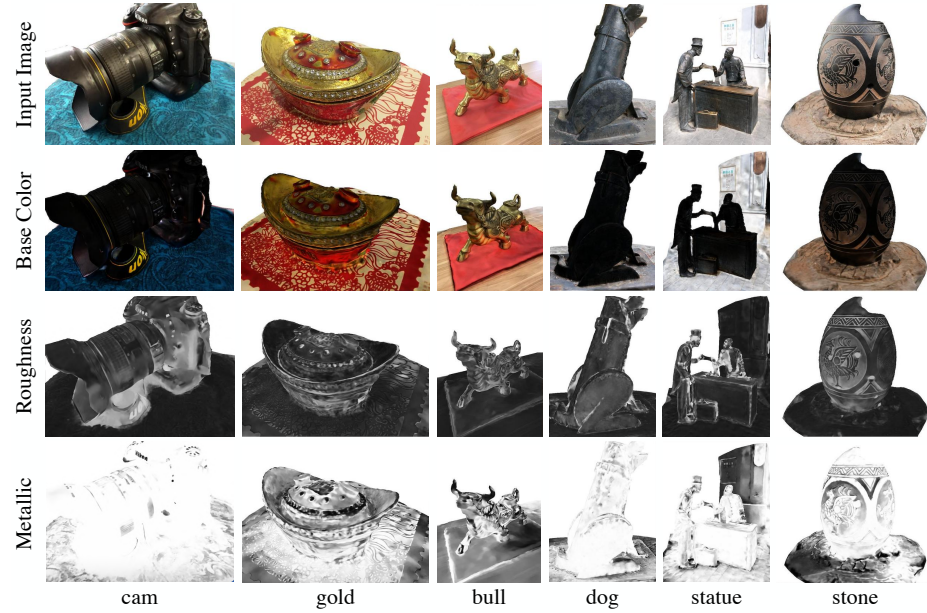 Input Image
Base Color
Roughness
Metallic
cam
gold
bull
dog
statue
stone